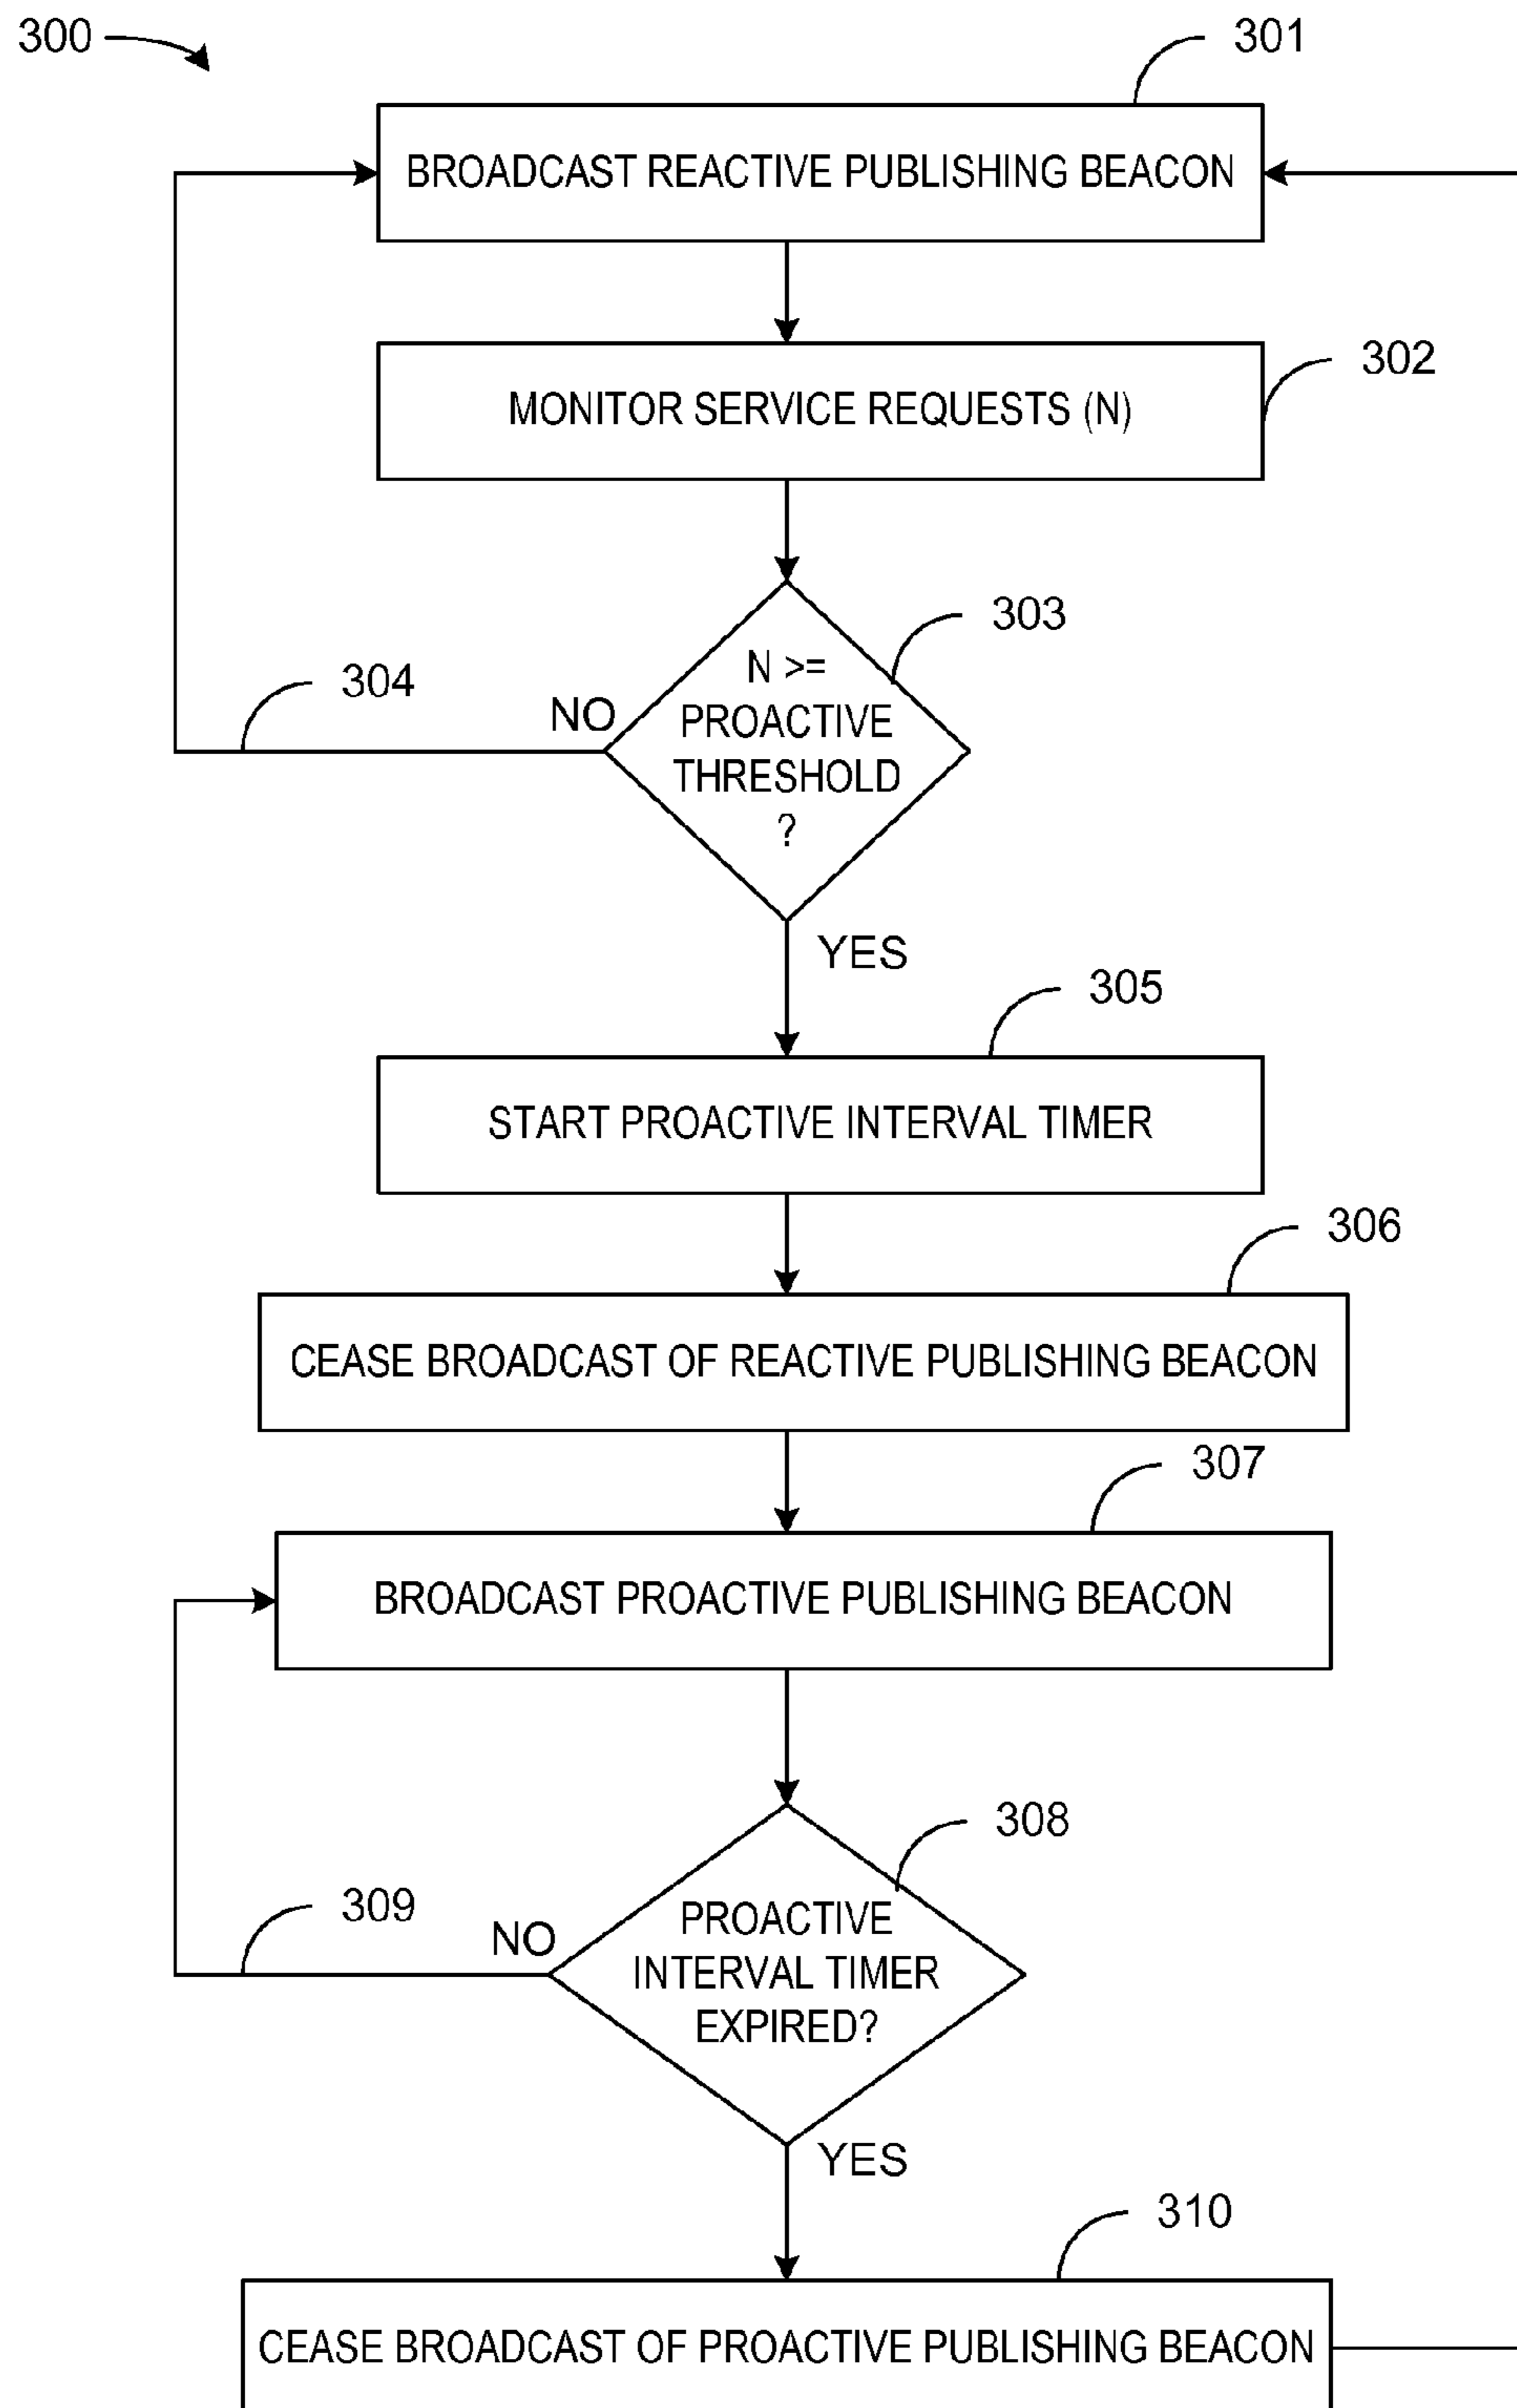 300
301
BROADCAST REACTIVE PUBLISHING BEACON
302
MONITOR SERVICE REQUESTS (N)
303
N >=
PROACTIVE
THRESHOLD
?
304
NO
YES
305
START PROACTIVE INTERVAL TIMER
306
CEASE BROADCAST OF REACTIVE PUBLISHING BEACON
307
BROADCAST PROACTIVE PUBLISHING BEACON
308
PROACTIVE
INTERVAL TIMER
EXPIRED?
309
NO
YES
310
CEASE BROADCAST OF PROACTIVE PUBLISHING BEACON